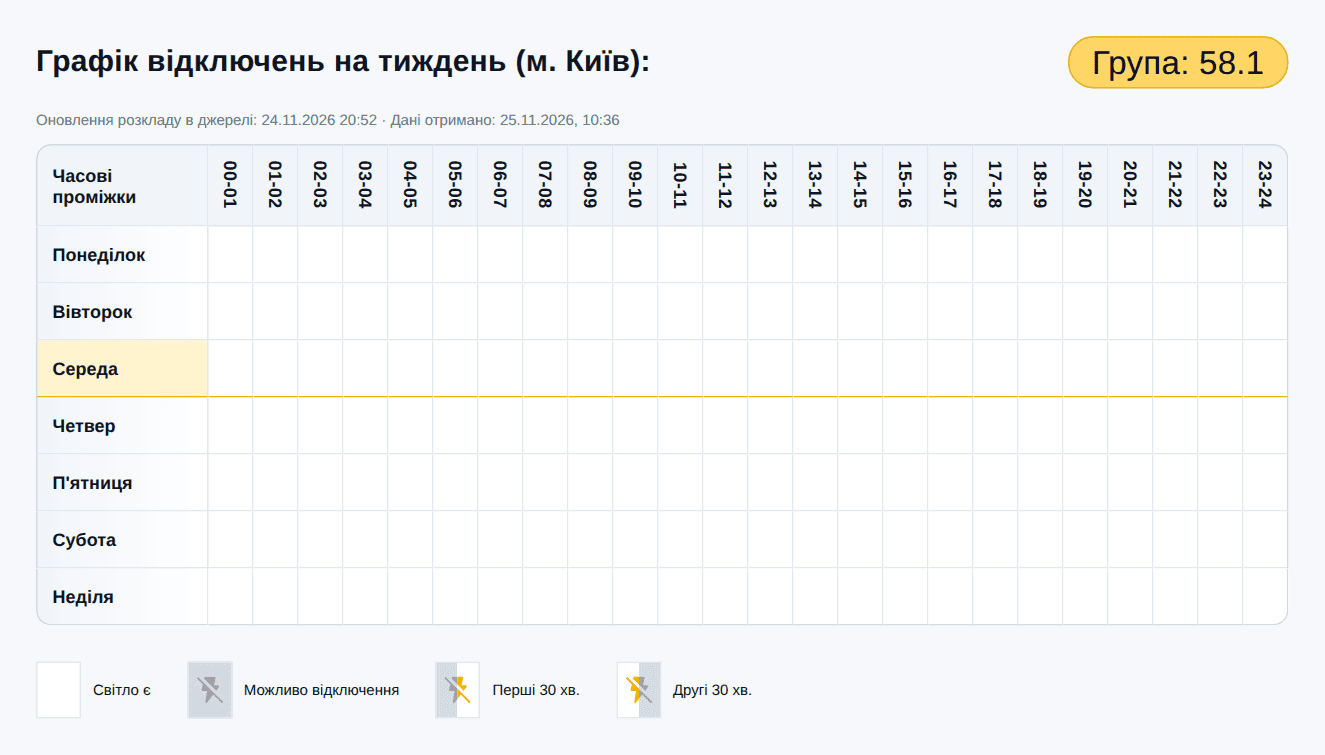 Графік відключень на тиждень (м. Київ):
Група: 58.1
Оновлення розкладу в джерелі: 24.11.2026 20:52 · Дані отримано: 25.11.2026, 10:36
Часові
проміжки
00-01 01-02 02-03 03-04 04-05 05-06 06-07 07-08 08-09 09-10 10-11 11-12 12-13 13-14 14-15 15-16 16-17 17-18 18-19 19-20 20-21 21-22 22-23 23-24
Понеділок
Вівторок
Середа
Четвер
П'ятниця
Субота
Неділя
Світло є
Можливо відключення
Перші 30 хв.
Другі 30 хв.